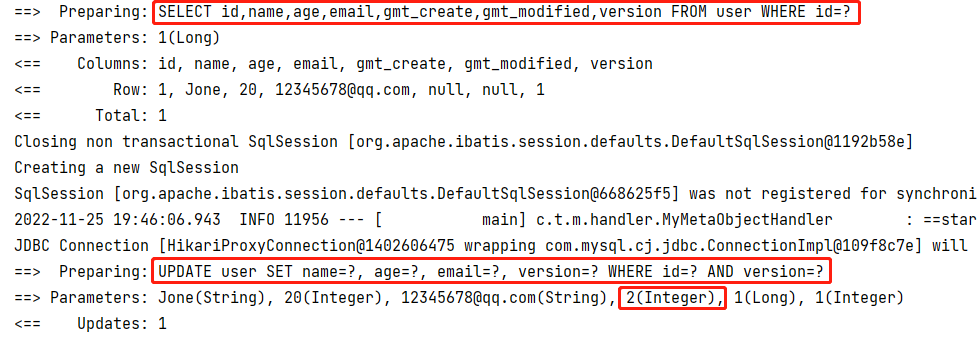 ==>  Preparing: SELECT id,name,age,email,gmt_create,gmt_modified,version FROM user WHERE id=?
==> Parameters: 1(Long)
<==    Columns: id, name, age, email, gmt_create, gmt_modified, version
<==        Row: 1, Jone, 20, 12345678@qq.com, null, null, 1
<==      Total: 1
Closing non transactional SqlSession [org.apache.ibatis.session.defaults.DefaultSqlSession@1192b58e]
Creating a new SqlSession
SqlSession [org.apache.ibatis.session.defaults.DefaultSqlSession@668625f5] was not registered for synchroni
2022-11-25 19:46:06.943  INFO 11956 --- [           main] c.t.m.handler.MyMetaObjectHandler        : ==star
JDBC Connection [HikariProxyConnection@1402606475 wrapping com.mysql.cj.jdbc.ConnectionImpl@109f8c7e] will
==>  Preparing: UPDATE user SET name=?, age=?, email=?, version=? WHERE id=? AND version=?
==> Parameters: Jone(String), 20(Integer), 12345678@qq.com(String), 2(Integer), 1(Long), 1(Integer)
<==    Updates: 1